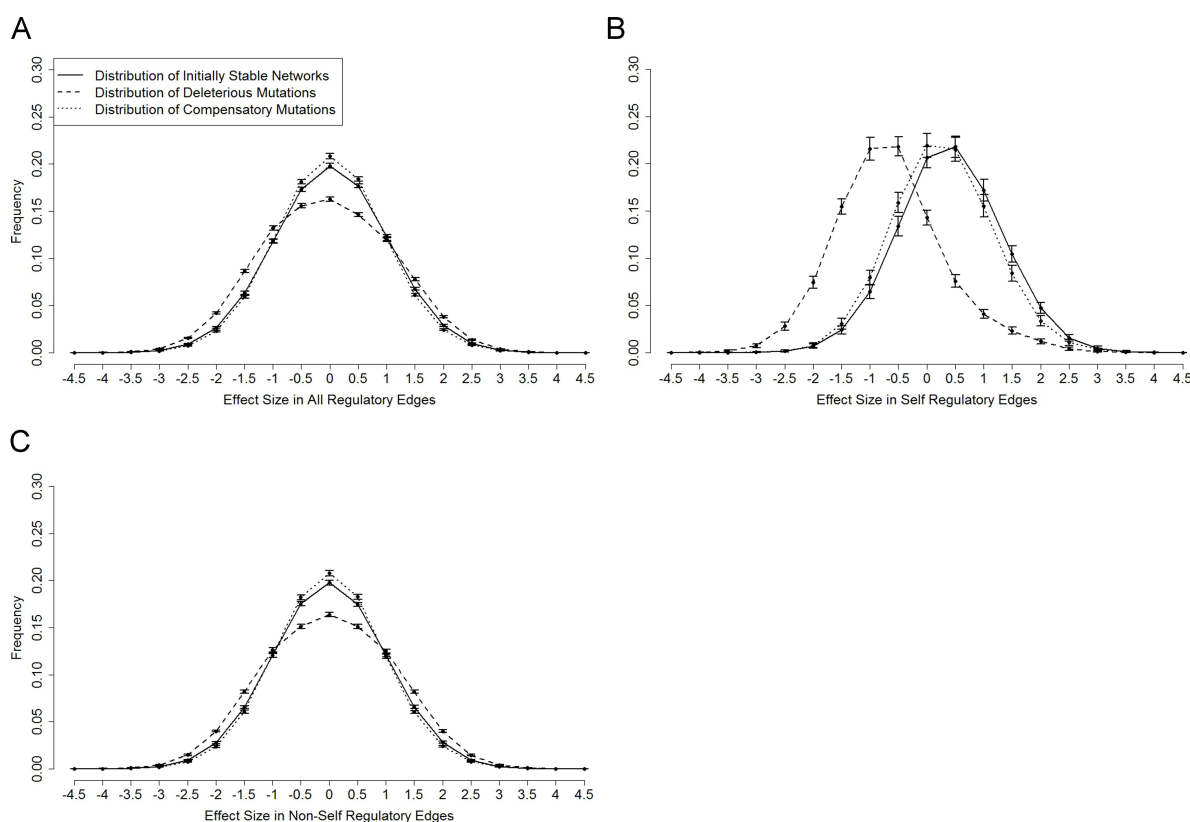 A
Distribution of Initially Stable Networks
Distribution of Deleterious Mutations
Distribution of Compensatory Mutations
0.30
0.25
0.20
0.15
0.10
0.05
0.00
Frequency
-4.5 -4 -3.5 -3 -2.5 -2 -1.5 -1 -0.5 0 0.5 1 1.5 2 2.5 3 3.5 4 4.5
Effect Size in All Regulatory Edges
B
0.30
0.25
0.20
0.15
0.10
0.05
0.00
-4.5 -4 -3.5 -3 -2.5 -2 -1.5 -1 -0.5 0 0.5 1 1.5 2 2.5 3 3.5 4 4.5
Effect Size in Self Regulatory Edges
C
0.30
0.25
0.20
0.15
0.10
0.05
0.00
Frequency
-4.5 -4 -3.5 -3 -2.5 -2 -1.5 -1 -0.5 0 0.5 1 1.5 2 2.5 3 3.5 4 4.5
Effect Size in Non-Self Regulatory Edges